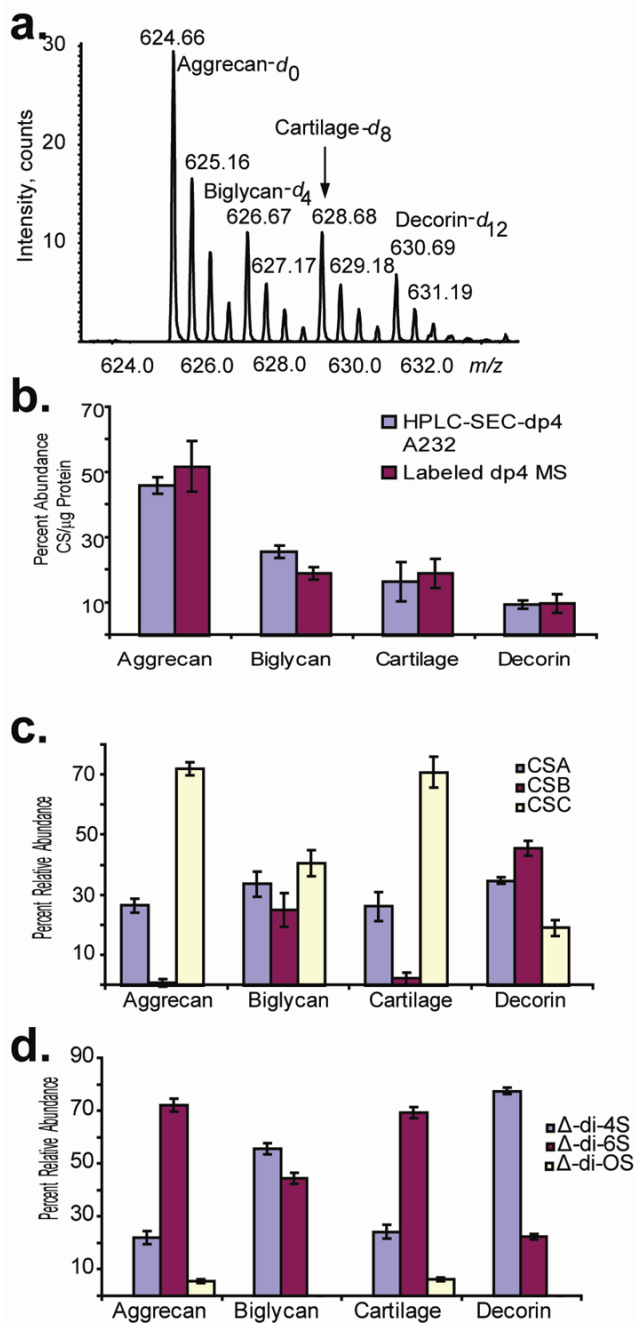 a.
30
20
10
Intensity, counts
624.66
Aggrecan-d0
625.16
Cartilage-d8
Biglycan-d4
626.67
628.68
Decorin-d12
630.69
627.17
629.18
631.19
624.0 626.0 628.0 630.0 632.0 m/z
b.
70
50
30
10
Percent Abundance
CS/µg Protein
HPLC-SEC-dp4
A232
Labeled dp4 MS
Aggrecan Biglycan Cartilage Decorin
c.
70
50
30
10
Percent Relative Abundance
CSA
CSB
CSC
Aggrecan Biglycan Cartilage Decorin
d.
90
70
50
30
10
Percent Relative Abundance
Δ-di-4S
Δ-di-6S
Δ-di-OS
Aggrecan Biglycan Cartilage Decorin